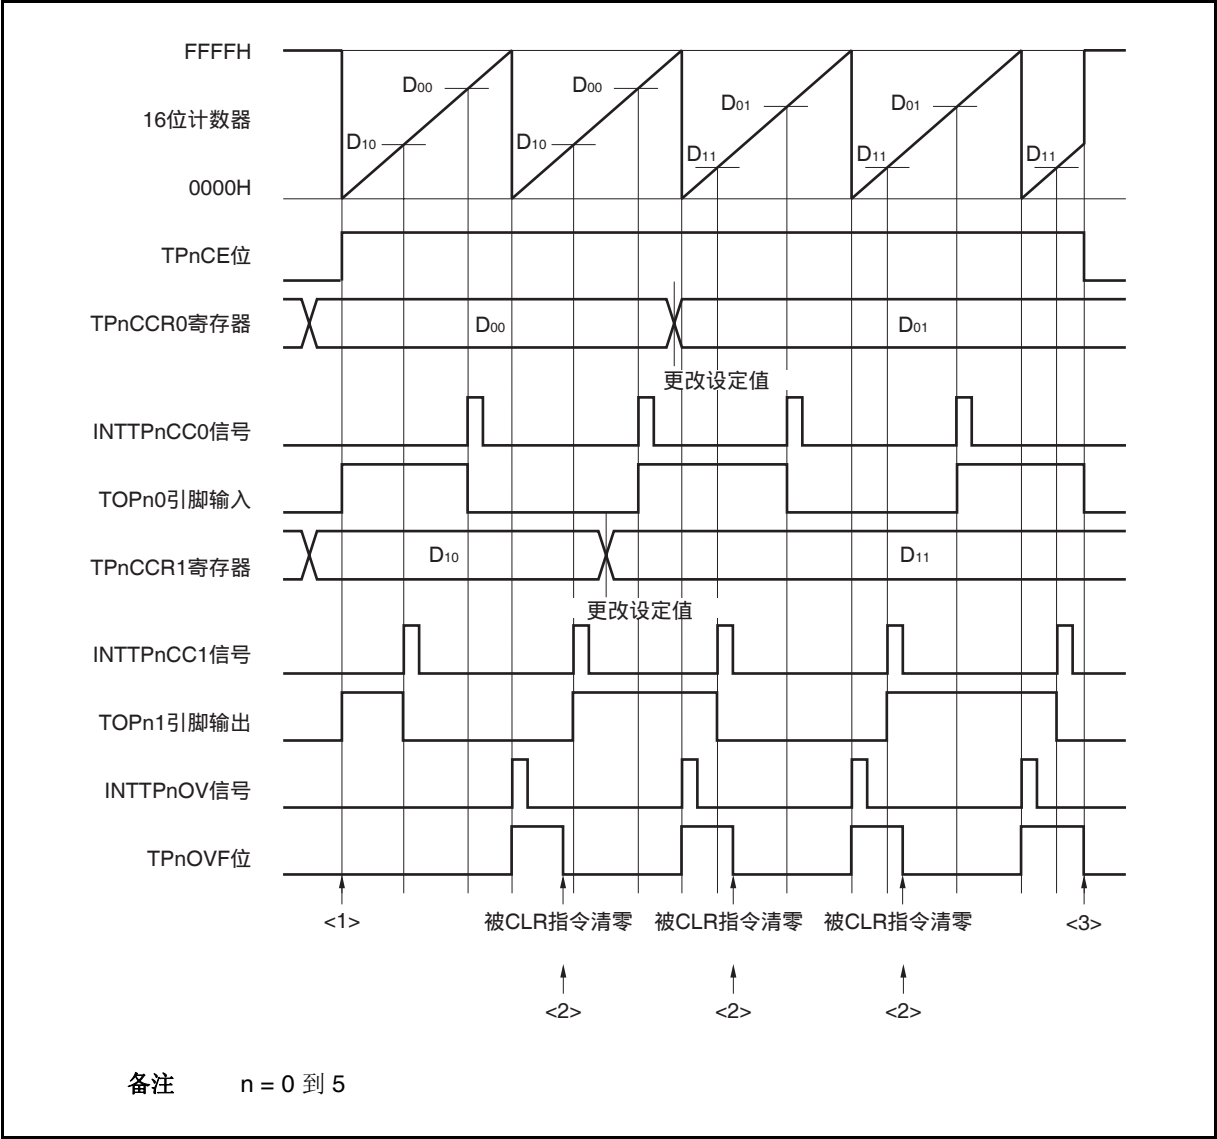 FFFFH
D00 D00 D01 D01
16位计数器
D10 D10 D11 D11 D11
0000H
TPnCE位
TPnCCR0寄存器 D00 D01
更改设定值
INTTPnCC0信号
TOPn0引脚输入
TPnCCR1寄存器 D10 D11
更改设定值
INTTPnCC1信号
TOPn1引脚输出
INTTPnOV信号
TPnOVF位
<1> 被CLR指令清零 被CLR指令清零 被CLR指令清零 <3>
<2> <2> <2>
备注 n = 0 到 5